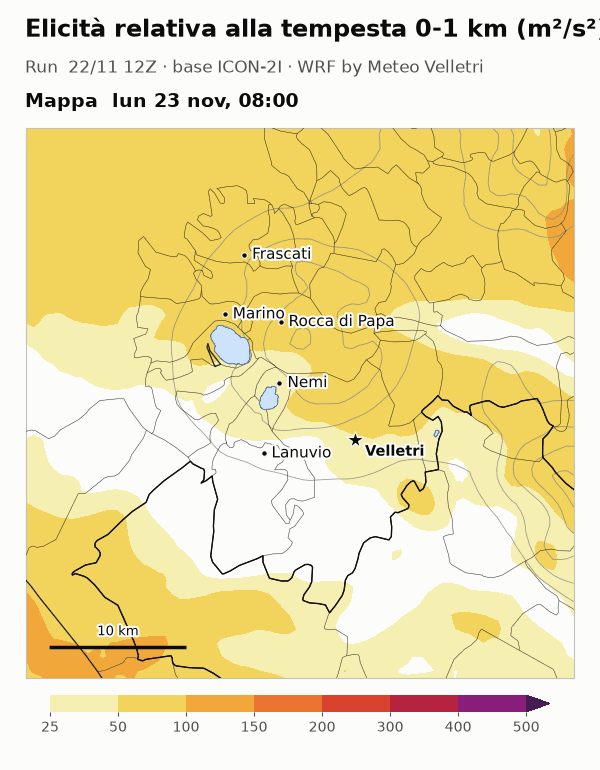 Elicità relativa alla tempesta 0-1 km (m²/s²)
Run 22/11 12Z · base ICON-2I · WRF by Meteo Velletri
Mappa lun 23 nov, 08:00
Frascati
Marino
Rocca di Papa
Nemi
Velletri
Lanuvio
10 km
25 50 100 150 200 300 400 500